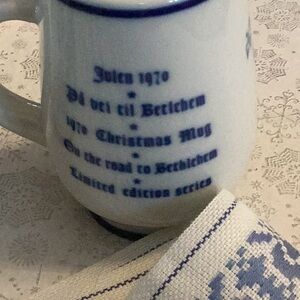 Julen 1970
★
På vei til Betlehem
★
1970 Christmas Mug
★
On the road to Bethlehem
★
Limited edition series